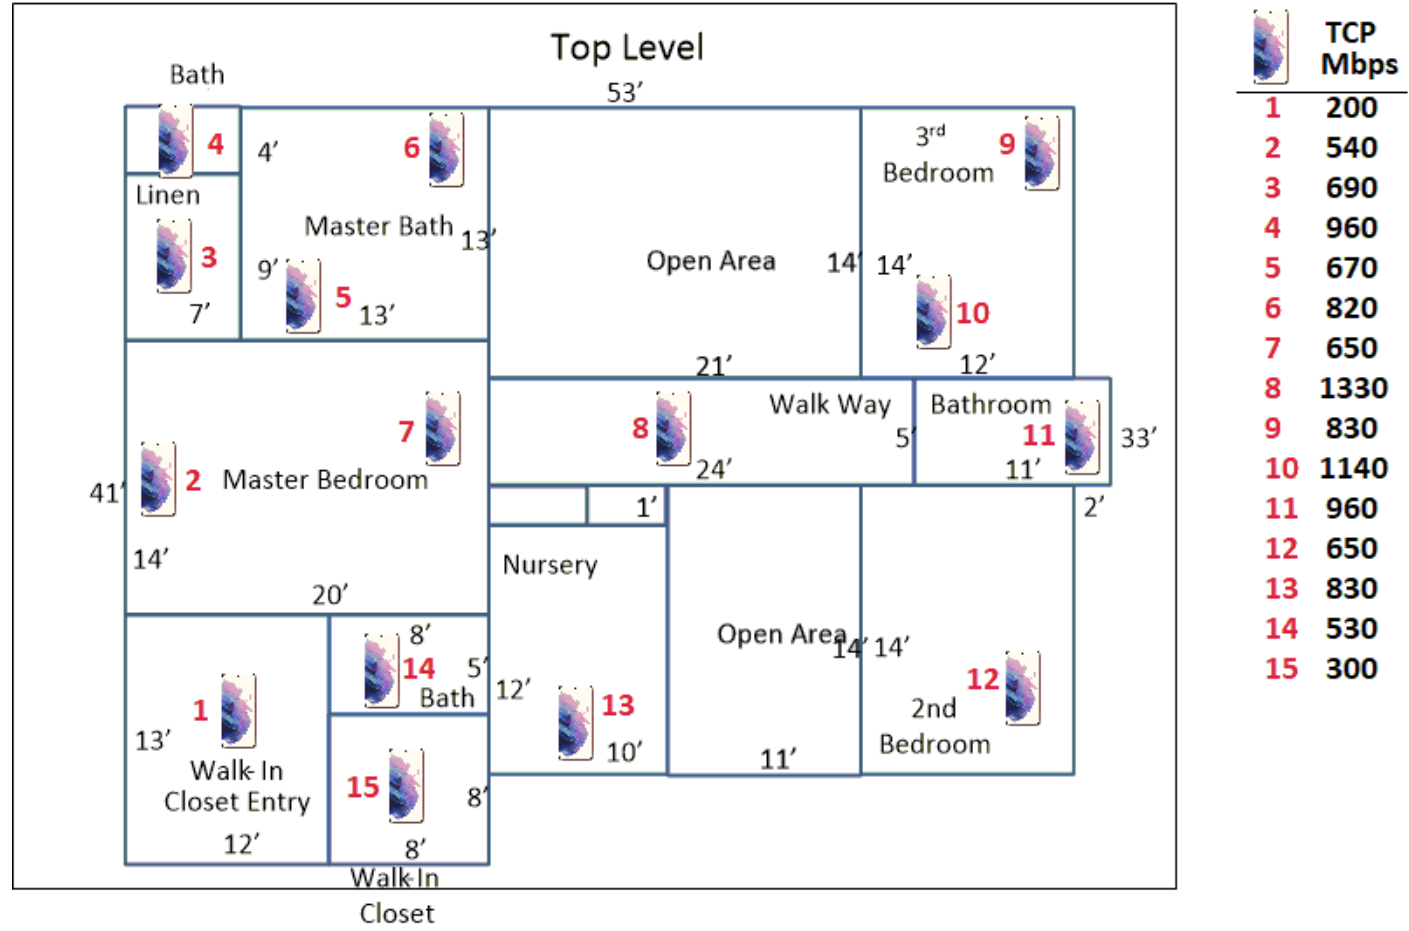 Top Level
53’
Bath
4
4’
6
3rd
Bedroom
9
Linen
3
7’
Master Bath
13’
9’
5
13’
Open Area
14’
14’
10
21’
12’
7
8
Walk Way
5’
24’
Bathroom
11
11’
33’
2’
41’
2
Master Bedroom
14’
20’
1’
Nursery
12’
13
10’
Open Area
14’
14’
11’
12
2nd
Bedroom
8’
14
5’
Bath
1
13’
Walk-In
Closet Entry
12’
15
8’
8’
Walk-In
Closet
TCP
Mbps
1 200
2 540
3 690
4 960
5 670
6 820
7 650
8 1330
9 830
10 1140
11 960
12 650
13 830
14 530
15 300